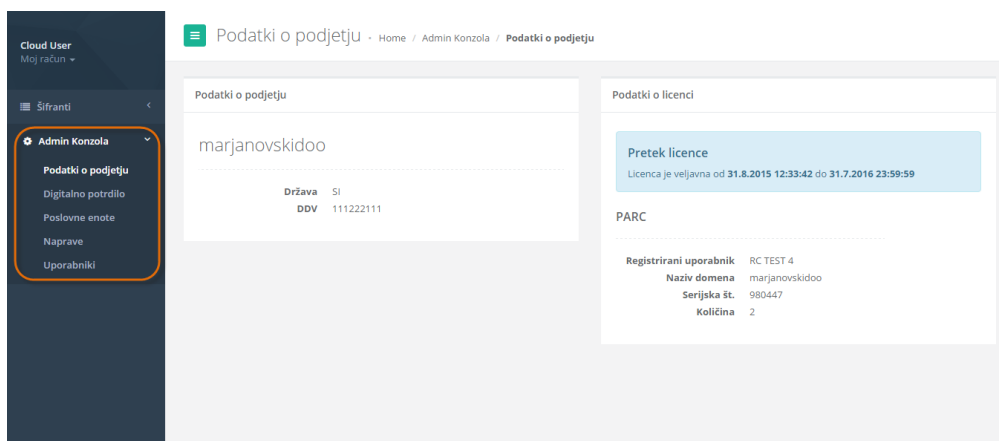 Cloud User
Moj račun
Šifranti
Admin Konzola
Podatki o podjetju
Digitalno potrdilo
Poslovne enote
Naprave
Uporabniki
Podatki o podjetju - Home / Admin Konzola / Podatki o podjetju
Podatki o podjetju
marjanovskidoo
Država SI
DDV 111222111
Podatki o licenci
Pretek licence
Licenca je veljavna od 31.8.2015 12:33:42 do 31.7.2016 23:59:59
PARC
Registrirani uporabnik RC TEST 4
Naziv domena marjanovskidoo
Serijska št. 980447
Količina 2